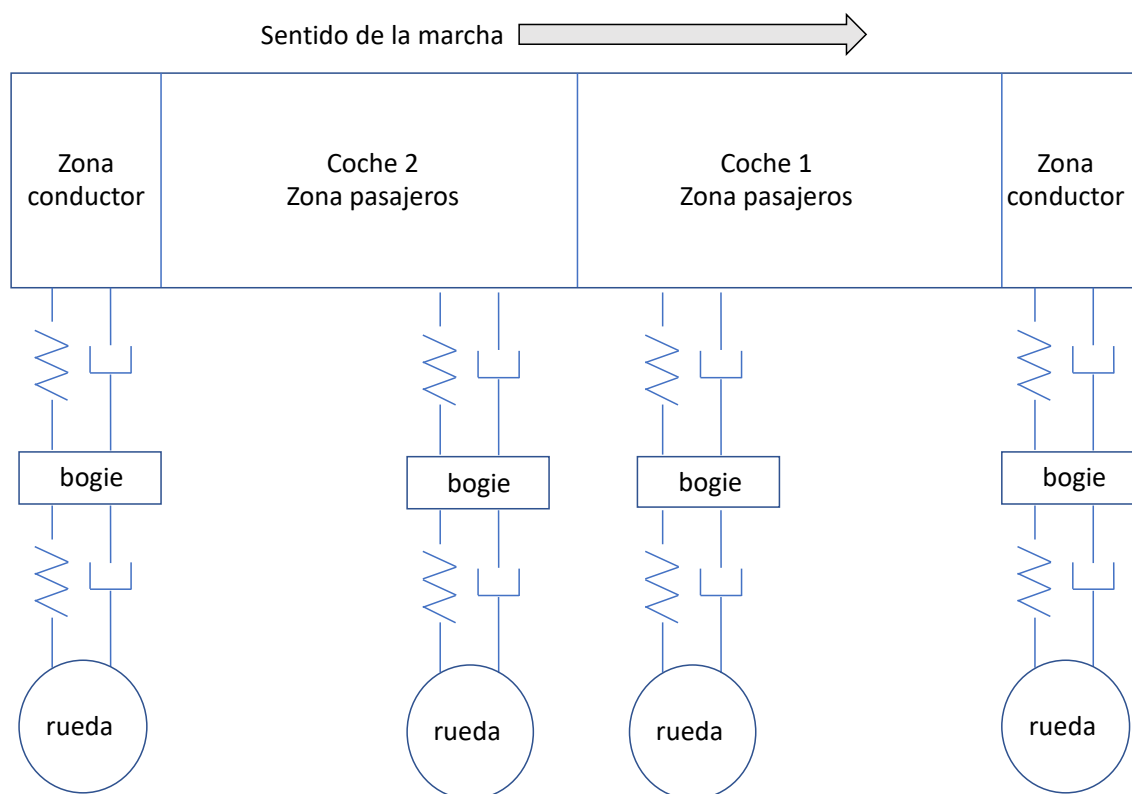 Sentido de la marcha
Zona
conductor
Coche 2
Zona pasajeros
Coche 1
Zona pasajeros
Zona
conductor
bogie
bogie
bogie
bogie
rueda
rueda
rueda
rueda